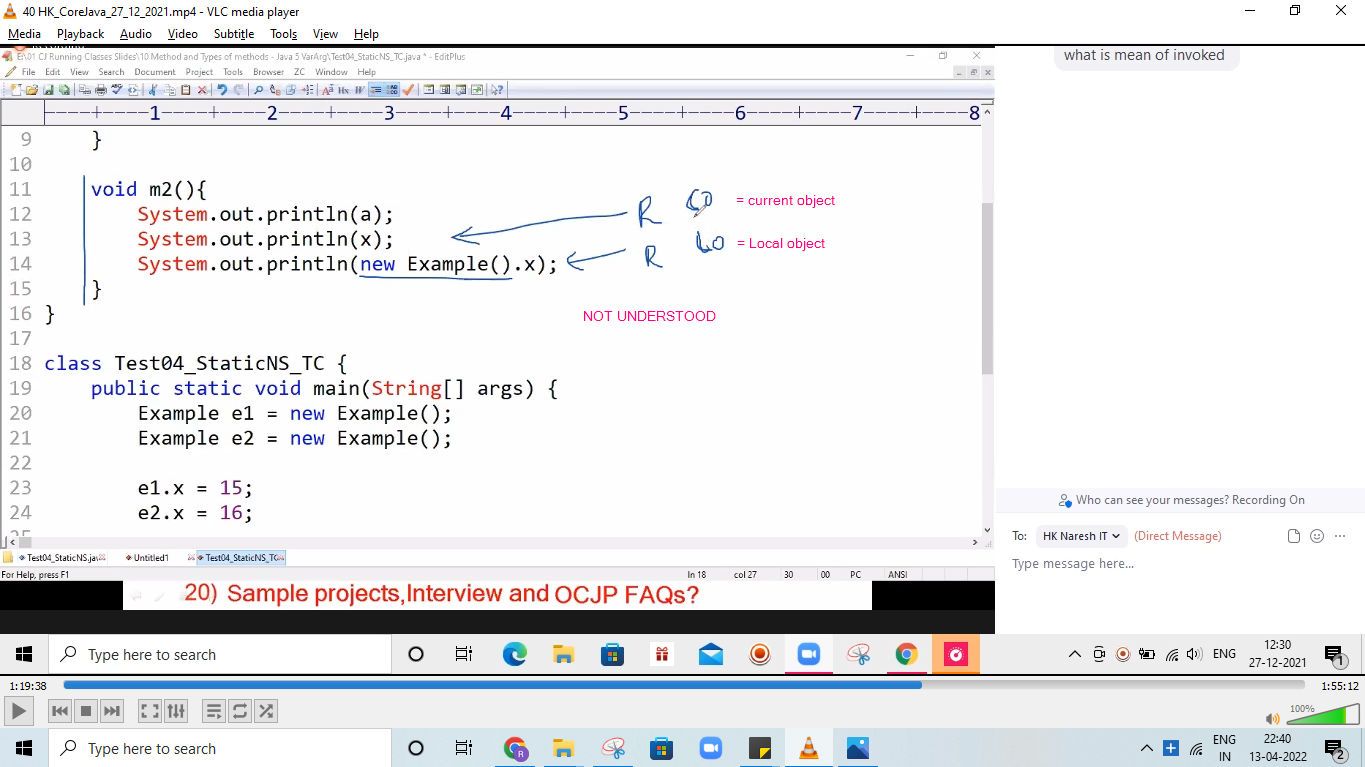 40 HK_CoreJava_27_12_2021.mp4 - VLC media player
Media Playback Audio Video Subtitle Tools View Help
E:\01 CJ Running Classes Slides\10 Method and Types of methods - Java 5 VarArg\Test04_StaticNS_TC.java * - EditPlus
File Edit View Search Document Project Tools Browser ZC Window Help
----+----1----+----2----+----3----+----4----+----5----+----6----+----7----+----8
9 }
10
11 void m2(){
12 System.out.println(a);
R CO = current object
13 System.out.println(x);
R LO = Local object
14 System.out.println(new Example().x);
15 }
16 }
NOT UNDERSTOOD
17
18 class Test04_StaticNS_TC {
19 public static void main(String[] args) {
20 Example e1 = new Example();
21 Example e2 = new Example();
22
23 e1.x = 15;
24 e2.x = 16;
Test04_StaticNS.jav Untitled1 Test04_StaticNS_TC
For Help, press F1 ln 18 col 27 30 00 PC ANSI
20) Sample projects,Interview and OCJP FAQs?
what is mean of invoked
Who can see your messages? Recording On
To: HK Naresh IT (Direct Message)
Type message here...
Type here to search
ENG
12:30
27-12-2021
1
1:19:38
1:55:12
100%
Type here to search
ENG
IN
22:40
13-04-2022
2